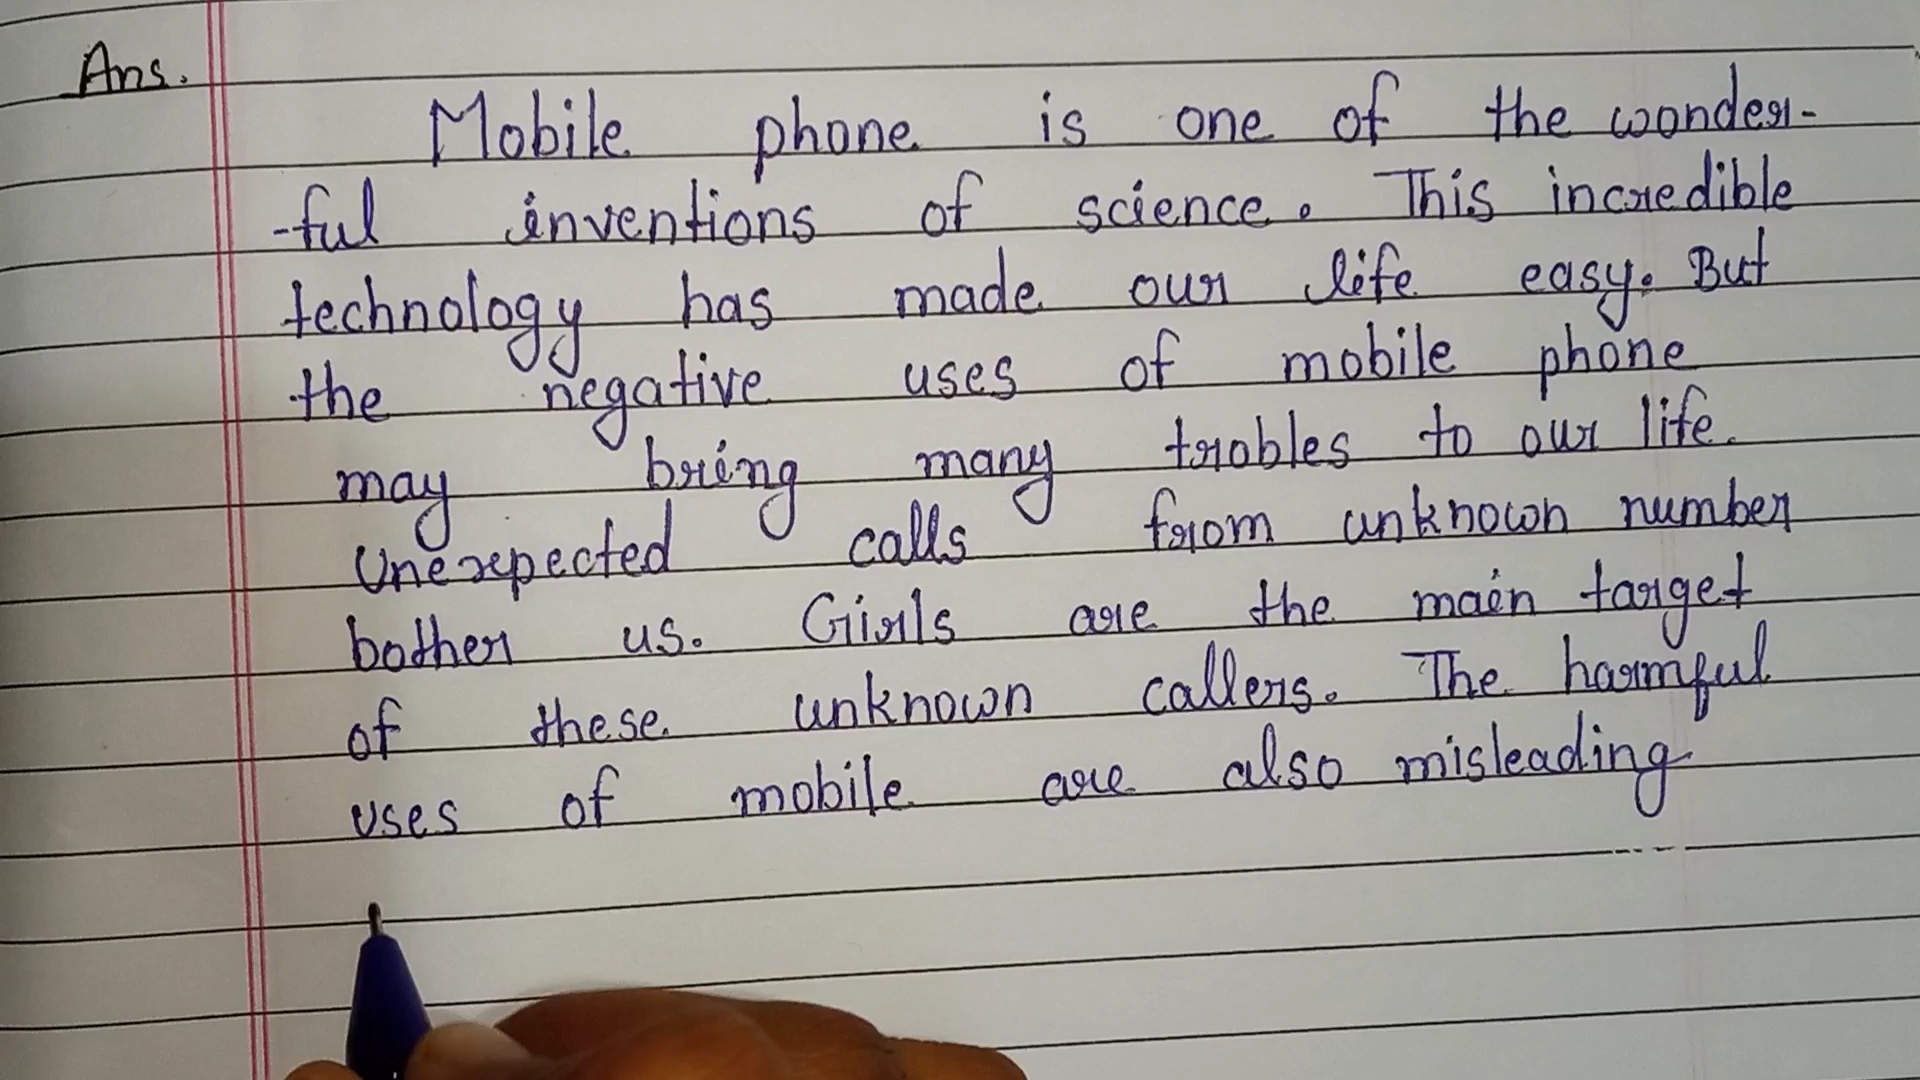 Ans.
Mobile phone is one of the wonder-
-ful inventions of science. This incredible
technology has made our life easy. But
the negative uses of mobile phone
may bring many trobles to our life.
Unexpected calls from unknown number
bother us. Girls are the main target
of these unknown callers. The harmful
uses of mobile are also misleading